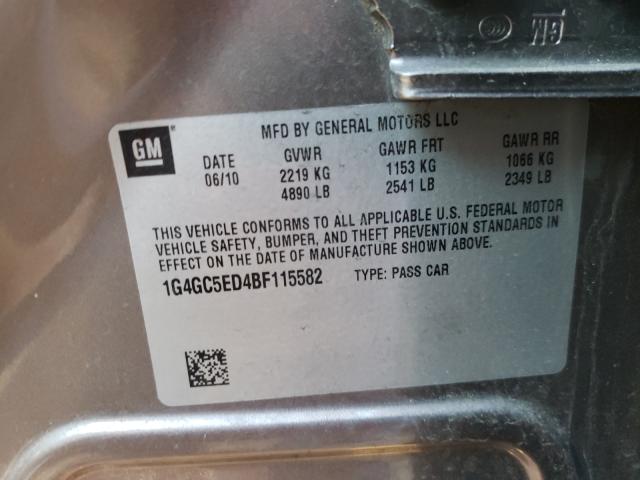 GM
MFD BY GENERAL MOTORS LLC
DATE GVWR GAWR FRT GAWR RR
06/10 2219 KG 1153 KG 1066 KG
4890 LB 2541 LB 2349 LB
THIS VEHICLE CONFORMS TO ALL APPLICABLE U.S. FEDERAL MOTOR
VEHICLE SAFETY, BUMPER, AND THEFT PREVENTION STANDARDS IN
EFFECT ON THE DATE OF MANUFACTURE SHOWN ABOVE.
1G4GC5ED4BF115582 TYPE: PASS CAR
GM